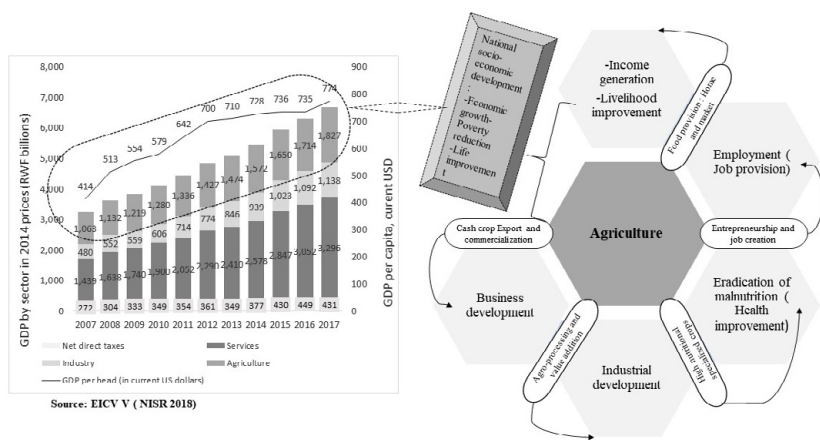 8,000
7,000
6,000
5,000
4,000
3,000
2,000
1,000
0
GDP by sector in 2014 prices (RWF billions)
900
800
700
600
500
400
300
200
100
0
GDP per capita, current USD
414
513
554
579
642
700
710
728
736
735
774
1,063
1,132
1,219
1,280
1,336
1,427
1,474
1,572
1,650
1,714
1,827
480
552
559
606
714
774
846
939
1,023
1,092
1,138
1,439
1,638
1,740
1,900
2,052
2,290
2,410
2,578
2,847
3,052
3,296
272
304
333
349
354
361
349
377
430
449
431
2007 2008 2009 2010 2011 2012 2013 2014 2015 2016 2017
Net direct taxes
Services
Industry
Agriculture
GDP per head (in current US dollars)
Source: EICV V ( NISR 2018)
National
socio-
economic
development
:
-Economic
growth-
Poverty
reduction
-Life
improvemen
t
-Income
generation
-Livelihood
improvement
Food provision : Home
and market
Employment (
Job provision)
Agriculture
Cash crop Export and
commercialization
Entrepreneurship and
job creation
Business
development
Eradication of
malnutrition (
Health
improvement)
Agro-processing and
value addition
Industrial
development
High nutritional
specialized crops